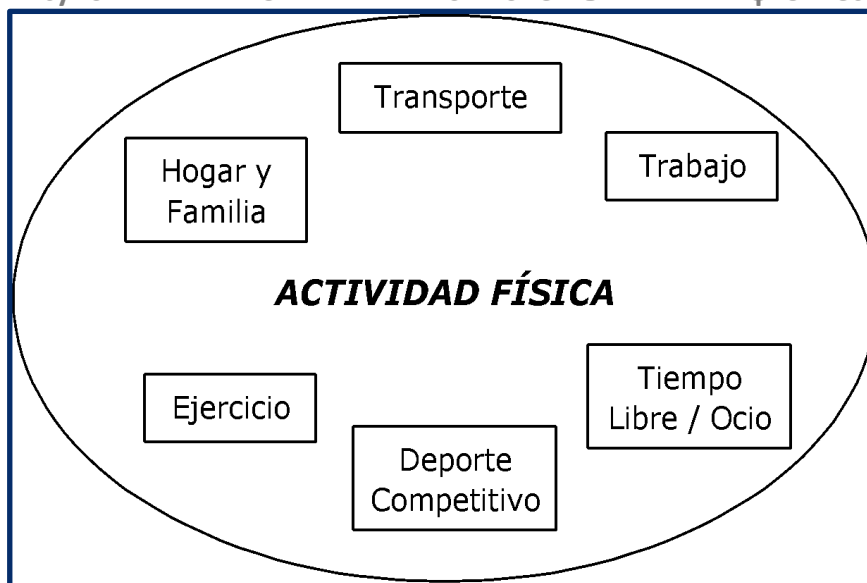 Transporte
Hogar y
Familia
Trabajo
ACTIVIDAD FÍSICA
Ejercicio
Tiempo
Libre / Ocio
Deporte
Competitivo